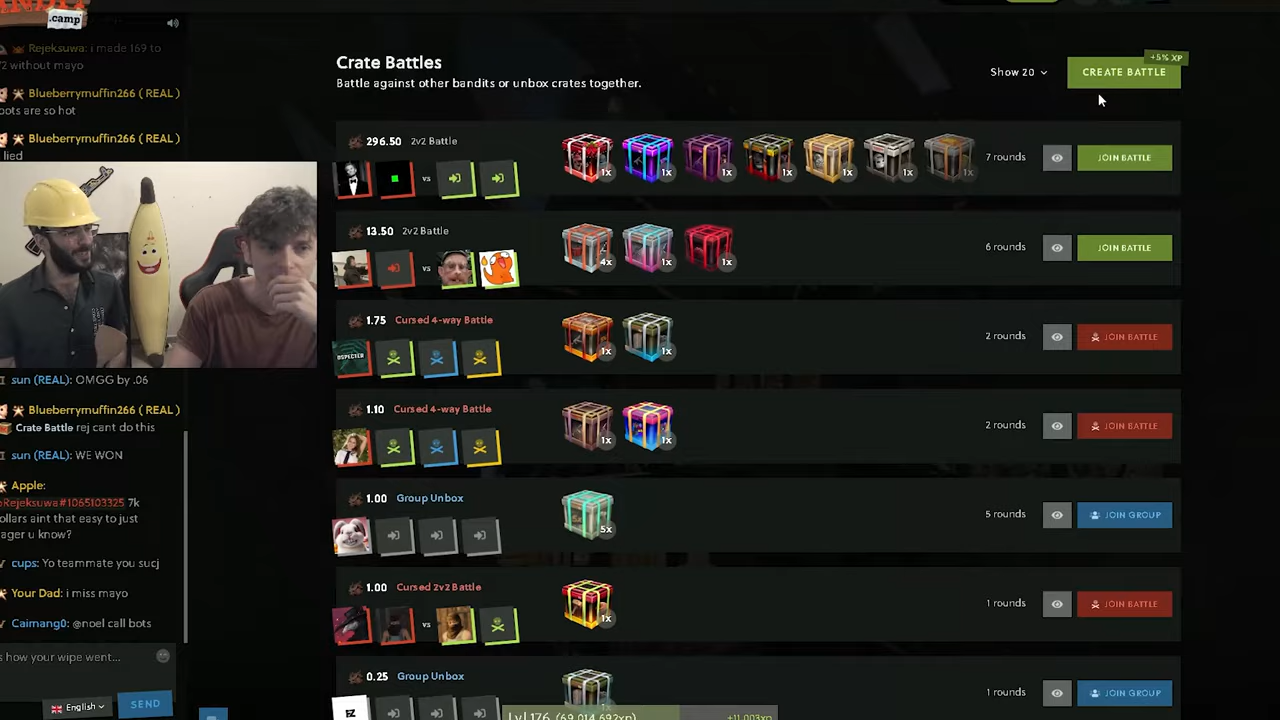 .camp
Rejeksuwa: i made 169 to
/2 without mayo
Blueberrymuffin266 ( REAL )
ots are so hot
Blueberrymuffin266 ( REAL )
lied
sun (REAL): OMGG by .06
Blueberrymuffin266 ( REAL )
Crate Battle rej cant do this
sun (REAL): WE WON
Apple:
Rejeksuwa#1065103325 7k
ollars aint that easy to just
ager u know?
cups: Yo teammate you sucj
Your Dad: i miss mayo
Caimang0: @noel call bots
s how your wipe went...
English
SEND
Crate Battles
Battle against other bandits or unbox crates together.
Show 20
+5% XP
CREATE BATTLE
296.50 2v2 Battle
vs
1x 1x 1x 1x 1x 1x 1x
7 rounds
JOIN BATTLE
13.50 2v2 Battle
vs
4x 1x 1x
6 rounds
JOIN BATTLE
1.75 Cursed 4-way Battle
1x 1x
2 rounds
JOIN BATTLE
1.10 Cursed 4-way Battle
1x 1x
2 rounds
JOIN BATTLE
1.00 Group Unbox
5x
5 rounds
JOIN GROUP
1.00 Cursed 2v2 Battle
vs
1x
1 rounds
JOIN BATTLE
0.25 Group Unbox
1 rounds
JOIN GROUP
Lvl 176 (69,014,692xp)
+11,003xp